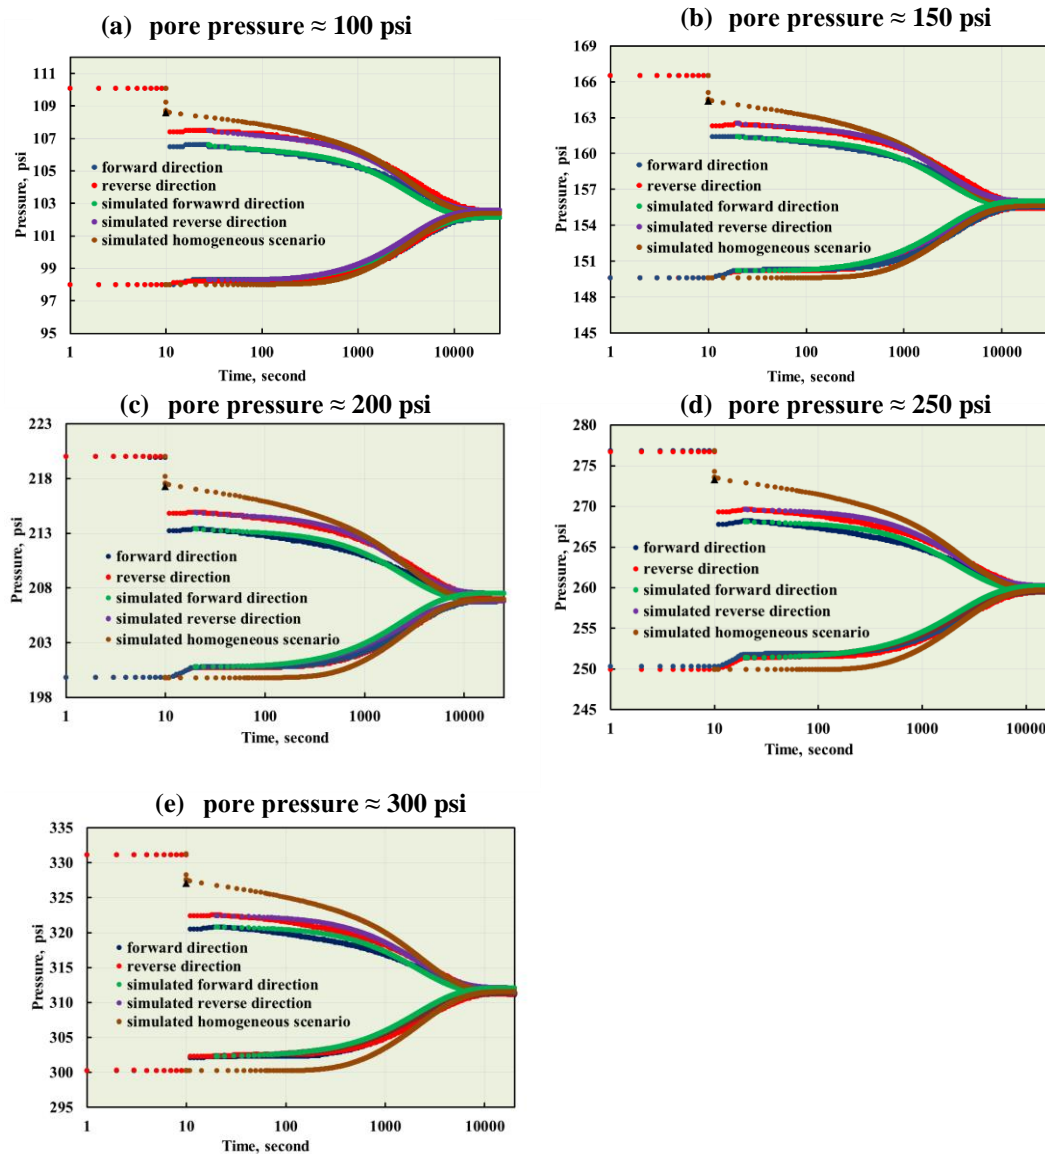 (a) pore pressure ≈ 100 psi
111
109
107
105
103
101
99
97
95
Pressure, psi
forward direction
reverse direction
simulated forwawrd direction
simulated reverse direction
simulated homogeneous scenario
1 10 100 1000 10000
Time, second
(b) pore pressure ≈ 150 psi
169
165
161
157
153
149
145
Pressure, psi
forward direction
reverse direction
simulated forward direction
simulated reverse direction
simulated homogeneous scenario
1 10 100 1000 10000
Time, second
(c) pore pressure ≈ 200 psi
223
218
213
208
203
198
Pressure, psi
forward direction
reverse direction
simulated forward direction
simulated reverse direction
simulated homogeneous scenario
1 10 100 1000 10000
Time, second
(d) pore pressure ≈ 250 psi
280
275
270
265
260
255
250
245
Pressure, psi
forward direction
reverse direction
simulated forward direction
simulated reverse direction
simulated homogeneous scenario
1 10 100 1000 10000
Time, second
(e) pore pressure ≈ 300 psi
335
330
325
320
315
310
305
300
295
Pressure, psi
forward direction
reverse direction
simulated forward direction
simulated reverse direction
simulated homogeneous scenario
1 10 100 1000 10000
Time, second